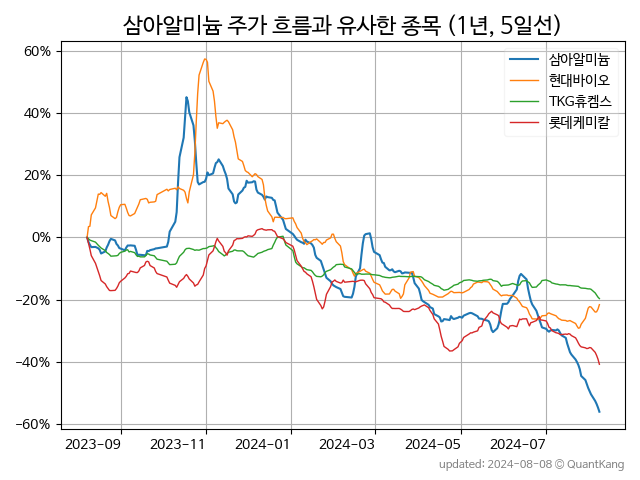 삼아알미늄 주가 흐름과 유사한 종목 (1년, 5일선)
삼아알미늄
현대바이오
TKG휴켐스
롯데케미칼
60%
40%
20%
0%
−20%
−40%
−60%
2023-09 2023-11 2024-01 2024-03 2024-05 2024-07
updated: 2024-08-08 © QuantKang